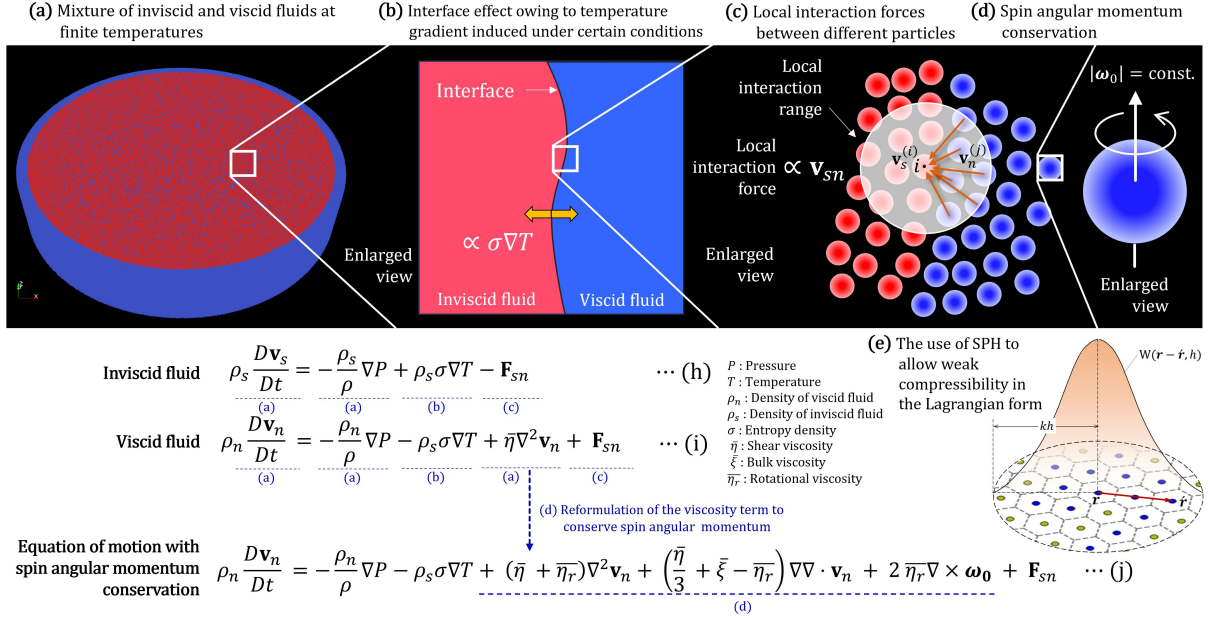 (a) Mixture of inviscid and viscid fluids at
finite temperatures
(b) Interface effect owing to temperature
gradient induced under certain conditions
(c) Local interaction forces
between different particles
(d) Spin angular momentum
conservation
z
x
Enlarged
view
Interface
∝ σ∇T
Inviscid fluid
Viscid fluid
Local
interaction
range
Local
interaction
force
∝ v_sn
v_s^(i)
i
v_n^(j)
Enlarged
view
|ω₀| = const.
Enlarged
view
Inviscid fluid
ρ_s Dv_s/Dt = −ρ_s/ρ ∇P + ρ_s σ∇T − F_sn ⋯ (h)
(a) (a) (b) (c)
Viscid fluid
ρ_n Dv_n/Dt = −ρ_n/ρ ∇P − ρ_s σ∇T + η̄∇²v_n + F_sn ⋯ (i)
(a) (a) (b) (a) (c)
(d) Reformulation of the viscosity term to
conserve spin angular momentum
Equation of motion with
spin angular momentum
conservation
ρ_n Dv_n/Dt = −ρ_n/ρ ∇P − ρ_s σ∇T + (η̄ + η̄_r)∇²v_n + (η̄/3 + ξ̄ − η̄_r)∇∇ · v_n + 2 η̄_r∇ × ω₀ + F_sn ⋯ (j)
(d)
P : Pressure
T : Temperature
ρ_n : Density of viscid fluid
ρ_s : Density of inviscid fluid
σ : Entropy density
η̄ : Shear viscosity
ξ̄ : Bulk viscosity
η̄_r : Rotational viscosity
(e) The use of SPH to
allow weak
compressibility in
the Lagrangian form
W(r − ŕ, h)
kh
r
ŕ